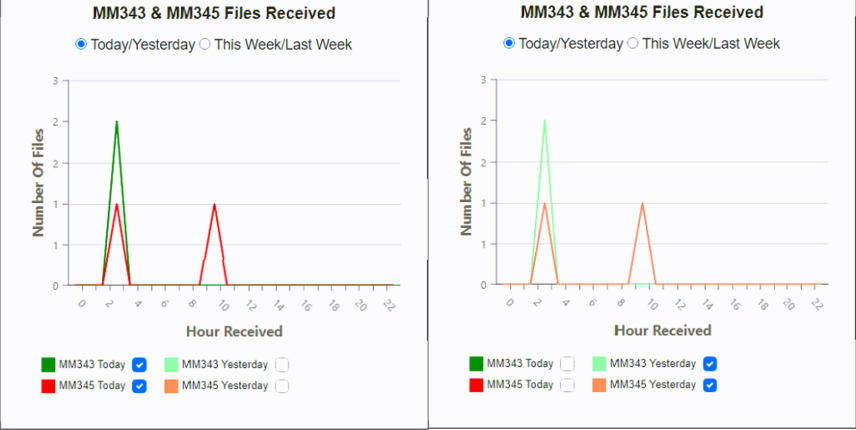 MM343 & MM345 Files Received
Today/Yesterday This Week/Last Week
Number Of Files
3
2
2
1
1
0
0 2 4 6 8 10 12 14 16 18 20 22
Hour Received
MM343 Today MM343 Yesterday
MM345 Today MM345 Yesterday
MM343 & MM345 Files Received
Today/Yesterday This Week/Last Week
Number Of Files
3
2
2
1
1
0
0 2 4 6 8 10 12 14 16 18 20 22
Hour Received
MM343 Today MM343 Yesterday
MM345 Today MM345 Yesterday